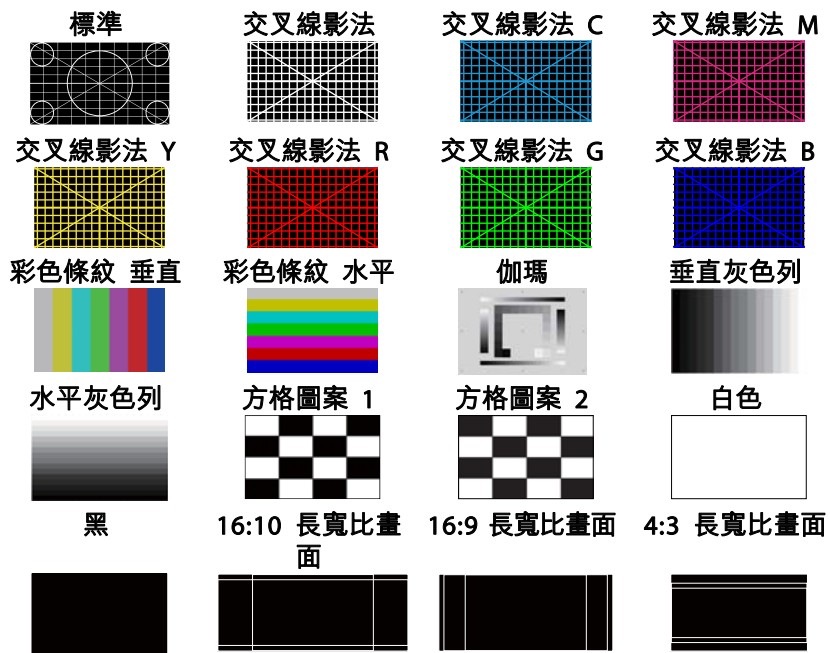 標準
交叉線影法
交叉線影法 C
交叉線影法 M
交叉線影法 Y
交叉線影法 R
交叉線影法 G
交叉線影法 B
彩色條紋 垂直
彩色條紋 水平
伽瑪
垂直灰色列
水平灰色列
方格圖案 1
方格圖案 2
白色
黑
16:10 長寬比畫
面
16:9 長寬比畫面
4:3 長寬比畫面